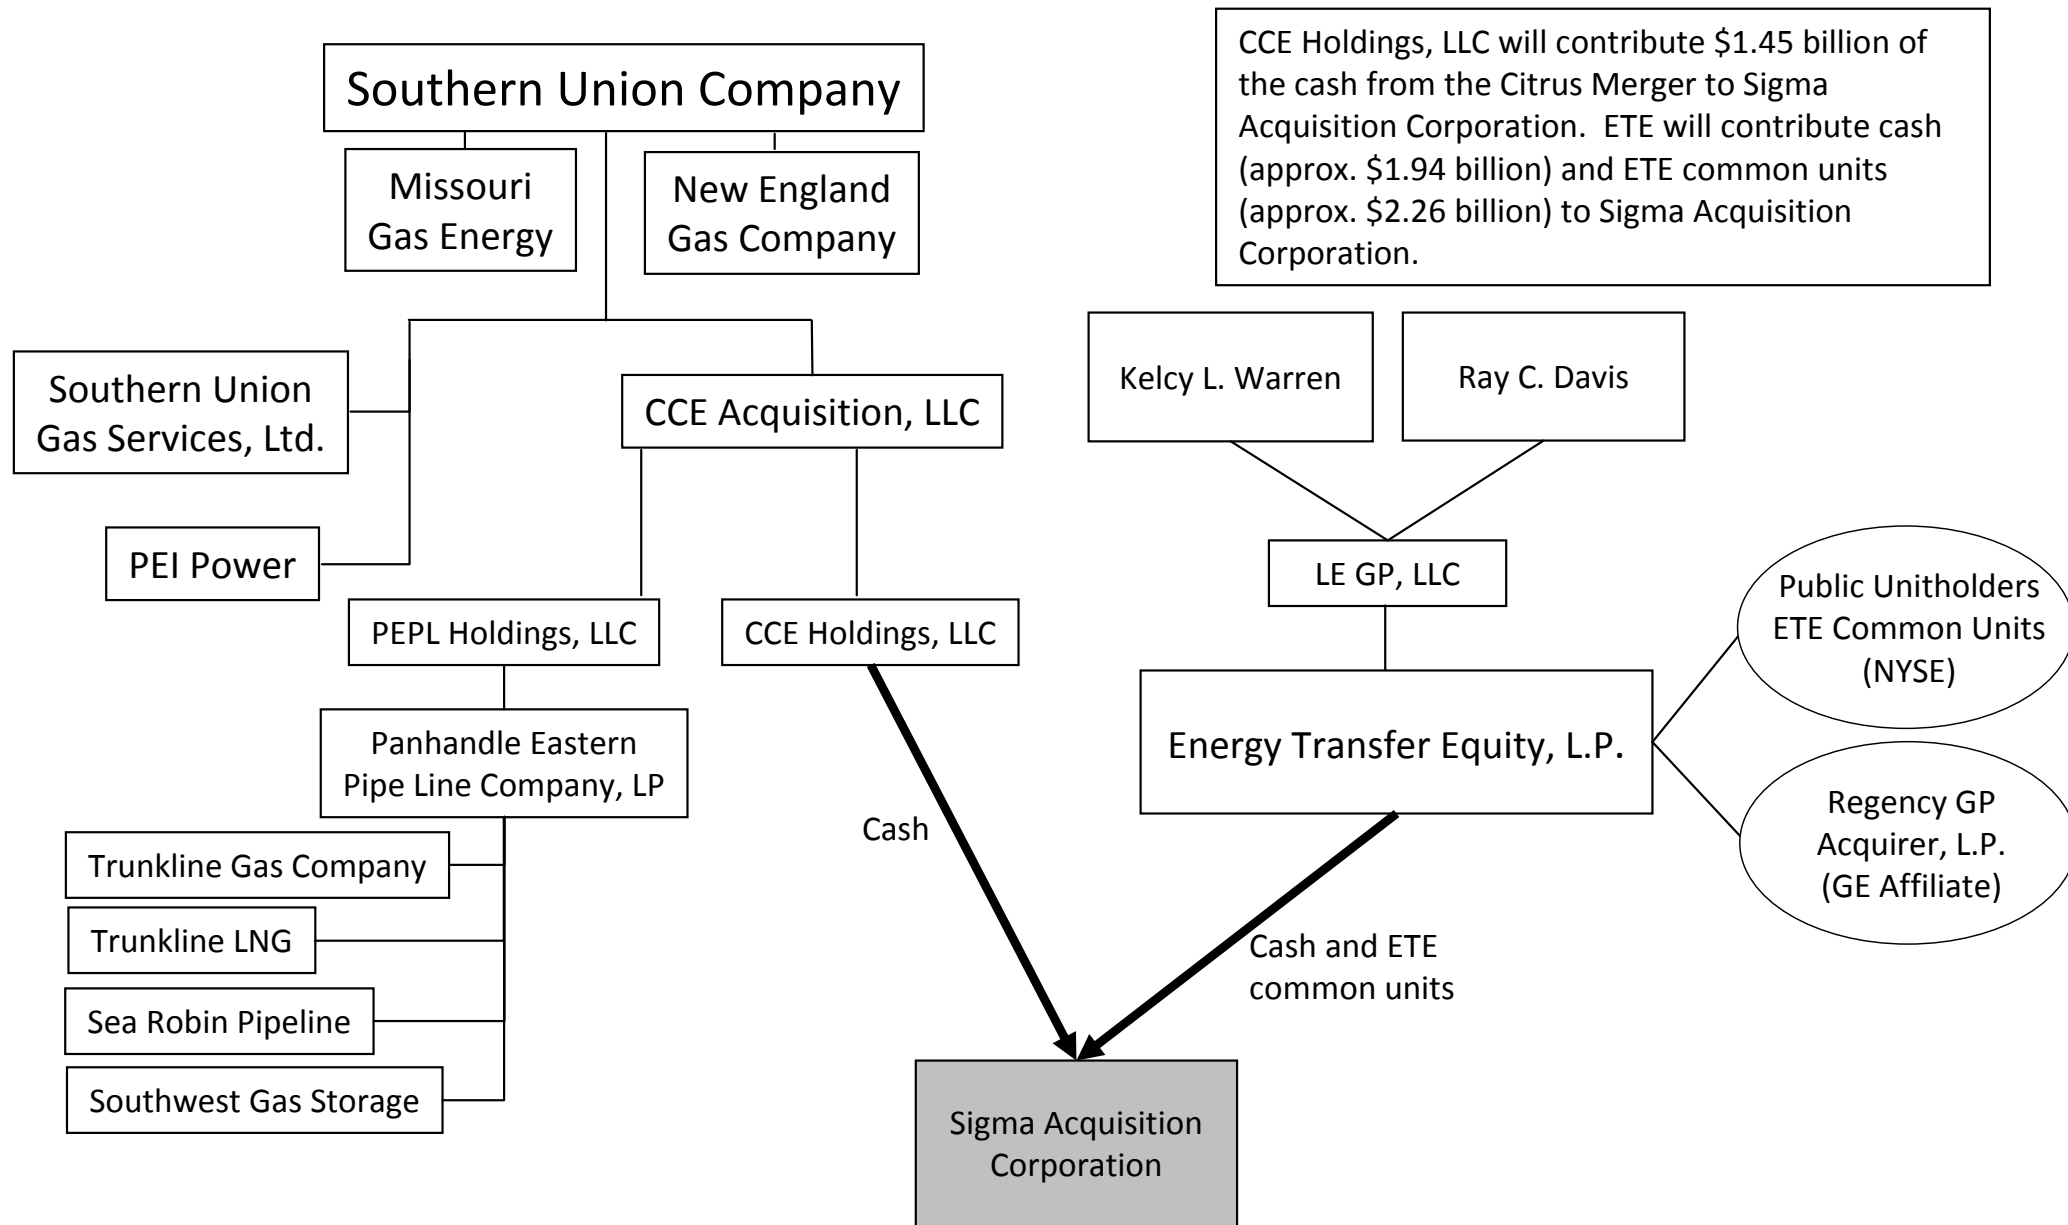 Southern Union Company
CCE Holdings, LLC will contribute $1.45 billion of
the cash from the Citrus Merger to Sigma
Acquisition Corporation.  ETE will contribute cash
(approx. $1.94 billion) and ETE common units
(approx. $2.26 billion) to Sigma Acquisition
Corporation.
Missouri
Gas Energy
New England
Gas Company
Southern Union
Gas Services, Ltd.
CCE Acquisition, LLC
Kelcy L. Warren
Ray C. Davis
PEI Power
LE GP, LLC
Public Unitholders
ETE Common Units
(NYSE)
PEPL Holdings, LLC
CCE Holdings, LLC
Panhandle Eastern
Pipe Line Company, LP
Energy Transfer Equity, L.P.
Regency GP
Acquirer, L.P.
(GE Affiliate)
Cash
Trunkline Gas Company
Trunkline LNG
Cash and ETE
common units
Sea Robin Pipeline
Southwest Gas Storage
Sigma Acquisition
Corporation